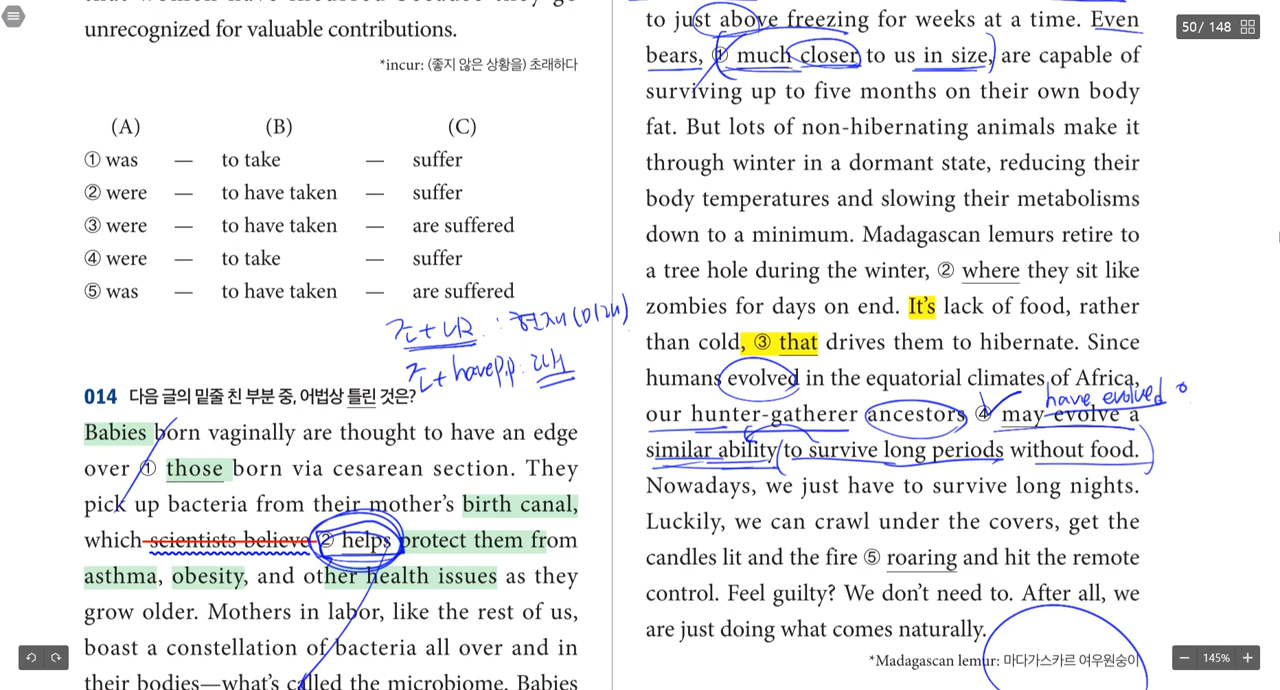 that women have incurred because they go
unrecognized for valuable contributions.
*incur: (좋지 않은 상황을) 초래하다
(A) (B) (C)
① was — to take — suffer
② were — to have taken — suffer
③ were — to have taken — are suffered
④ were — to take — suffer
⑤ was — to have taken — are suffered
조+V원 : 현재(미래)
조+have p.p: 과거
014 다음 글의 밑줄 친 부분 중, 어법상 틀린 것은?
Babies born vaginally are thought to have an edge
over ① those born via cesarean section. They
pick up bacteria from their mother's birth canal,
which scientists believe ② helps protect them from
asthma, obesity, and other health issues as they
grow older. Mothers in labor, like the rest of us,
boast a constellation of bacteria all over and in
their bodies—what's called the microbiome. Babies
to just above freezing for weeks at a time. Even
bears, ① much closer to us in size, are capable of
surviving up to five months on their own body
fat. But lots of non-hibernating animals make it
through winter in a dormant state, reducing their
body temperatures and slowing their metabolisms
down to a minimum. Madagascan lemurs retire to
a tree hole during the winter, ② where they sit like
zombies for days on end. It's lack of food, rather
than cold, ③ that drives them to hibernate. Since
humans evolved in the equatorial climates of Africa,
have evolved
our hunter-gatherer ancestors ④ may evolve a
similar ability to survive long periods without food.
Nowadays, we just have to survive long nights.
Luckily, we can crawl under the covers, get the
candles lit and the fire ⑤ roaring and hit the remote
control. Feel guilty? We don't need to. After all, we
are just doing what comes naturally.
*Madagascan lemur: 마다가스카르 여우원숭이
50 / 148
145%